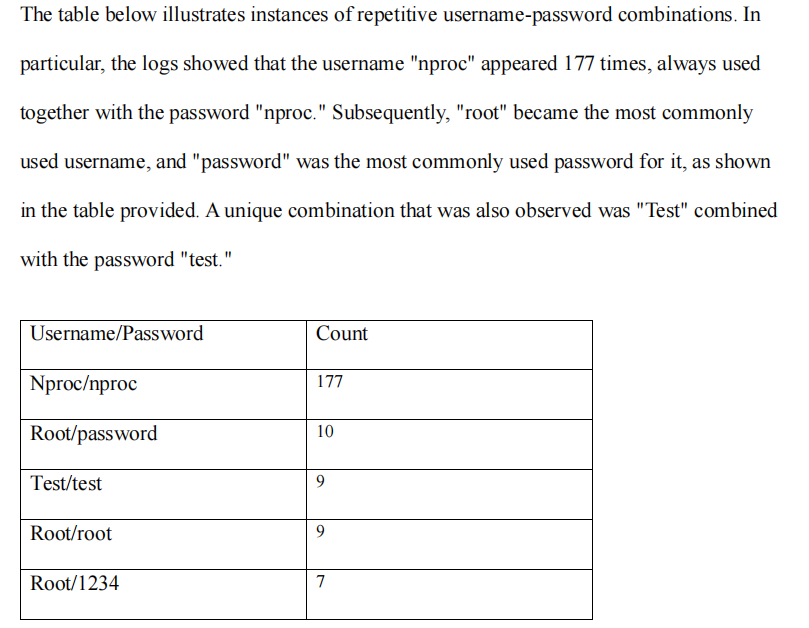 The table below illustrates instances of repetitive username-password combinations. In
particular, the logs showed that the username "nproc" appeared 177 times, always used
together with the password "nproc." Subsequently, "root" became the most commonly
used username, and "password" was the most commonly used password for it, as shown
in the table provided. A unique combination that was also observed was "Test" combined
with the password "test."
Username/Password Count
Nproc/nproc 177
Root/password 10
Test/test 9
Root/root 9
Root/1234 7